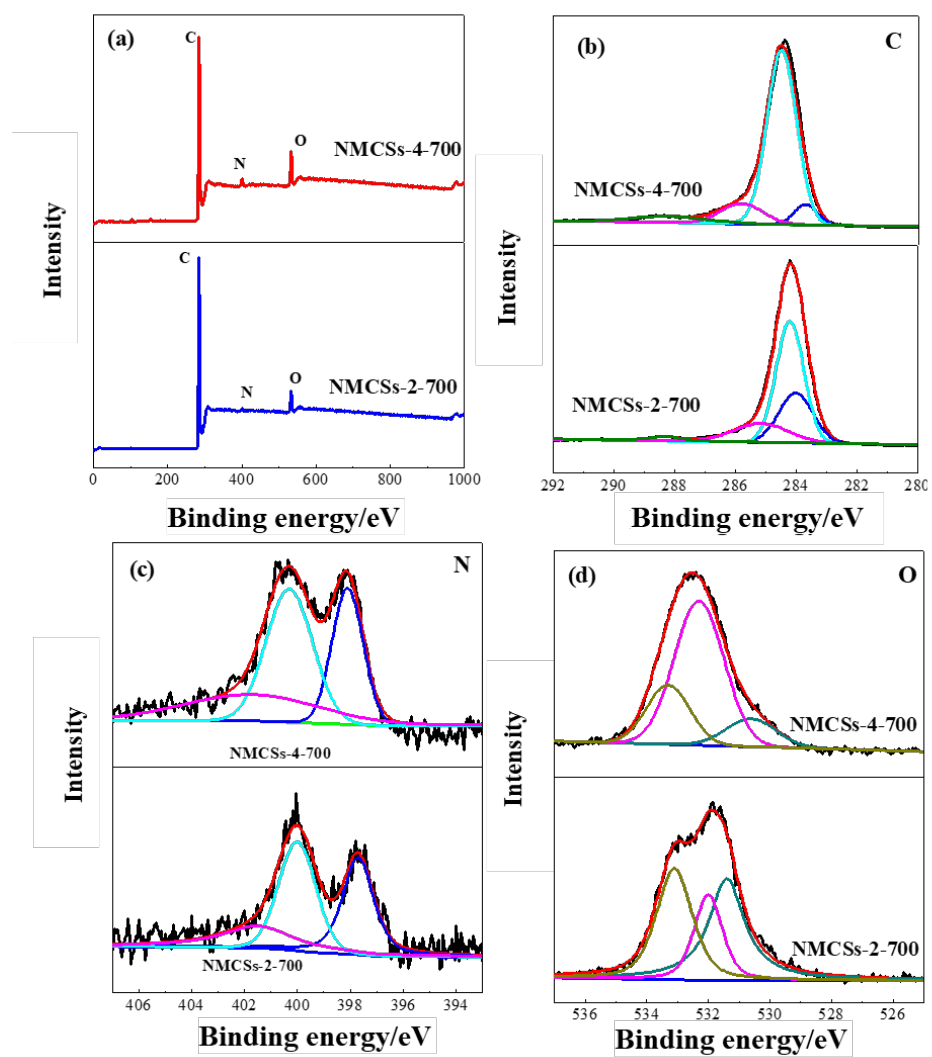 (a)
C
N
O
NMCSs-4-700
C
N
O
NMCSs-2-700
Intensity
0 200 400 600 800 1000
Binding energy/eV
(b)
C
NMCSs-4-700
NMCSs-2-700
Intensity
292 290 288 286 284 282 280
Binding energy/eV
(c)
N
NMCSs-4-700
NMCSs-2-700
Intensity
406 404 402 400 398 396 394
Binding energy/eV
(d)
O
NMCSs-4-700
NMCSs-2-700
Intensity
536 534 532 530 528 526
Binding energy/eV